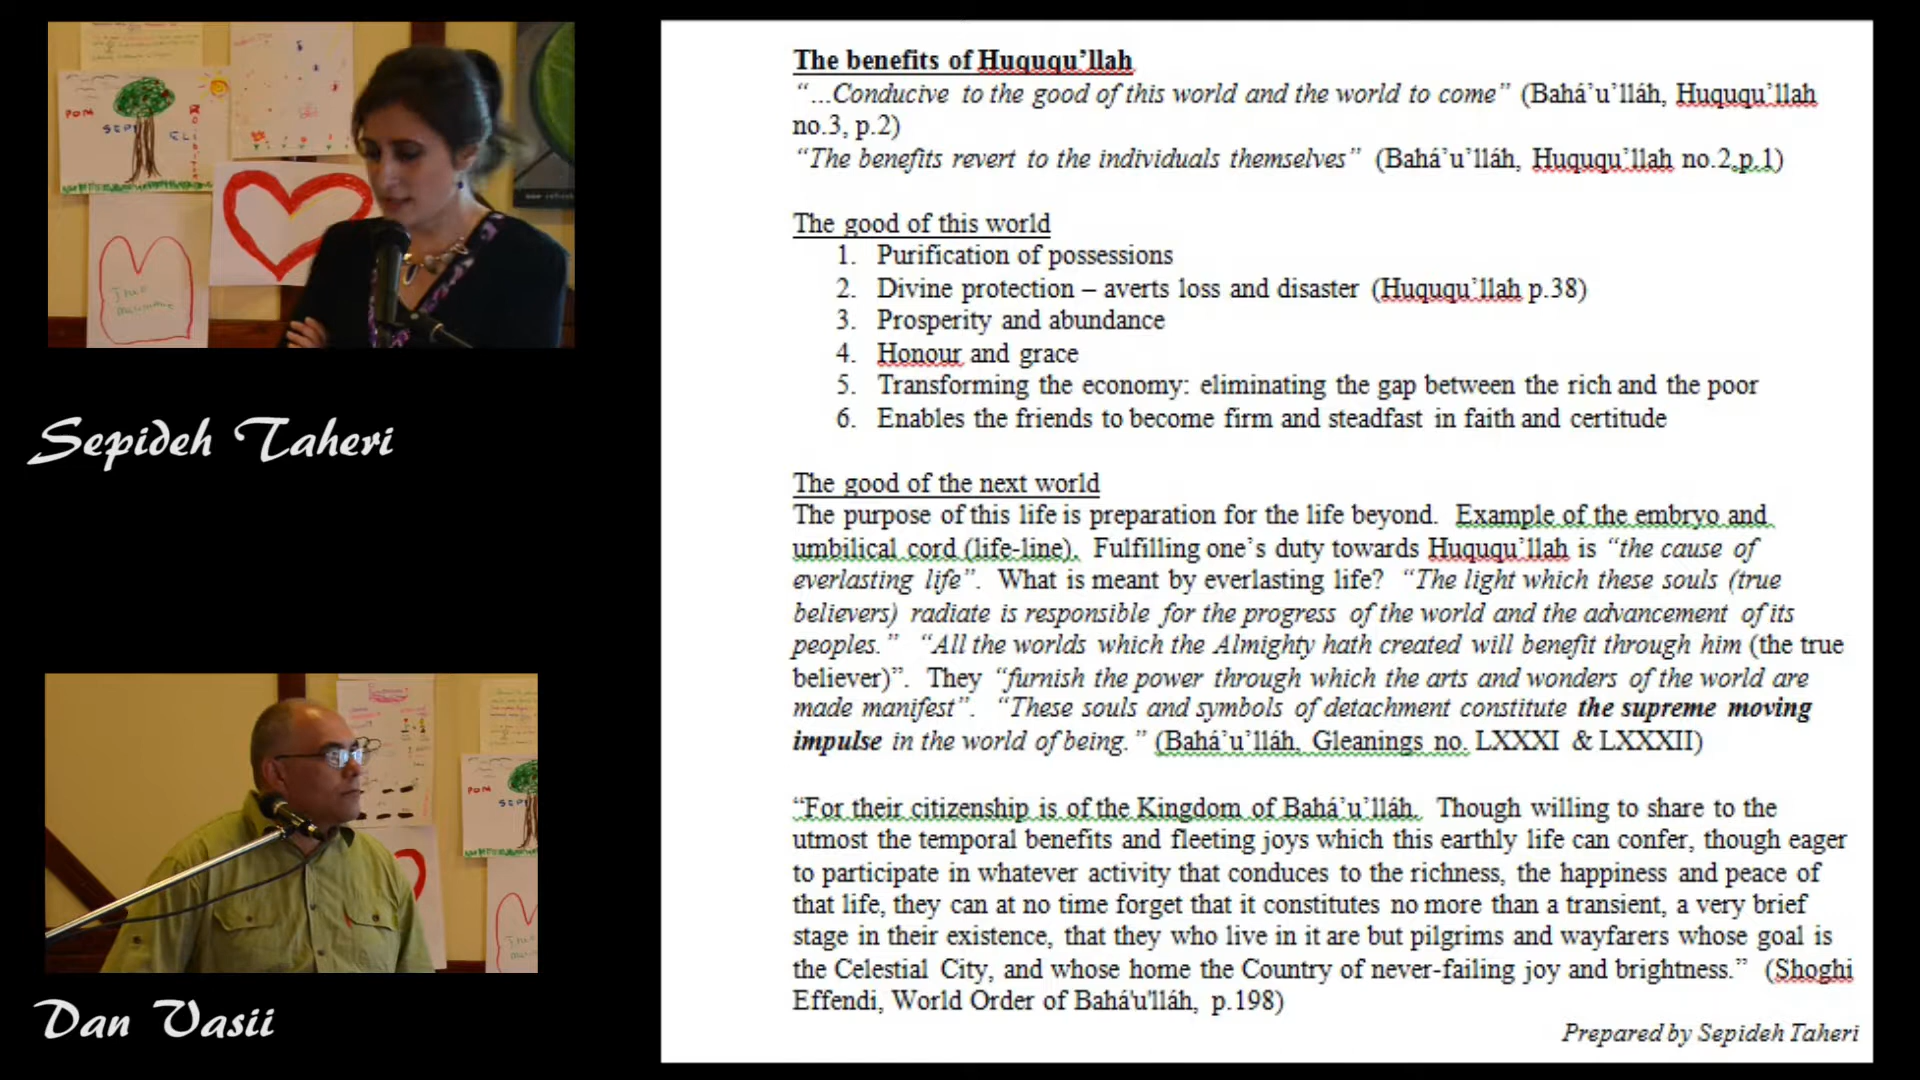 The benefits of Huququ’llah
“…Conducive to the good of this world and the world to come” (Bahá’u’lláh, Huququ’llah
no.3, p.2)
“The benefits revert to the individuals themselves” (Bahá’u’lláh, Huququ’llah no.2,p.1)
The good of this world
1. Purification of possessions
2. Divine protection – averts loss and disaster (Huququ’llah p.38)
3. Prosperity and abundance
4. Honour and grace
5. Transforming the economy: eliminating the gap between the rich and the poor
6. Enables the friends to become firm and steadfast in faith and certitude
The good of the next world
The purpose of this life is preparation for the life beyond. Example of the embryo and
umbilical cord (life-line). Fulfilling one’s duty towards Huququ’llah is “the cause of
everlasting life”. What is meant by everlasting life? “The light which these souls (true
believers) radiate is responsible for the progress of the world and the advancement of its
peoples.” “All the worlds which the Almighty hath created will benefit through him (the true
believer)”. They “furnish the power through which the arts and wonders of the world are
made manifest”. “These souls and symbols of detachment constitute the supreme moving
impulse in the world of being.” (Bahá’u’lláh, Gleanings no. LXXXI & LXXXII)
“For their citizenship is of the Kingdom of Bahá’u’lláh. Though willing to share to the
utmost the temporal benefits and fleeting joys which this earthly life can confer, though eager
to participate in whatever activity that conduces to the richness, the happiness and peace of
that life, they can at no time forget that it constitutes no more than a transient, a very brief
stage in their existence, that they who live in it are but pilgrims and wayfarers whose goal is
the Celestial City, and whose home the Country of never-failing joy and brightness.” (Shoghi
Effendi, World Order of Bahá'u'lláh, p.198)
Prepared by Sepideh Taheri
Sepideh Taheri
Dan Vasii
PON
SEPI
PON
SEPI